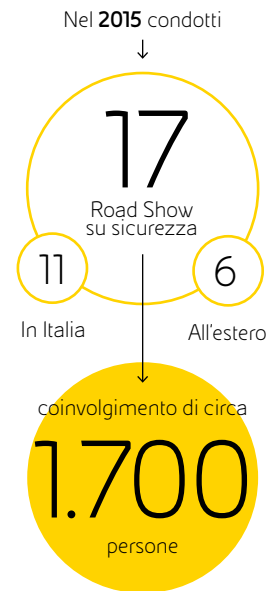 Nel 2015 condotti
17
Road Show
su sicurezza
11
In Italia
6
All'estero
coinvolgimento di circa
1.700
persone